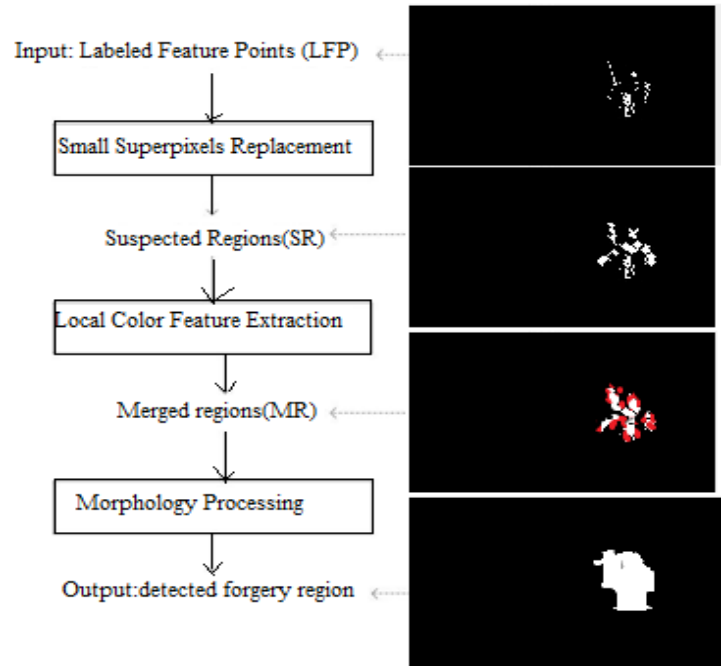 Input: Labeled Feature Points (LFP)
Small Superpixels Replacement
Suspected Regions(SR)
Local Color Feature Extraction
Merged regions(MR)
Morphology Processing
Output:detected forgery region